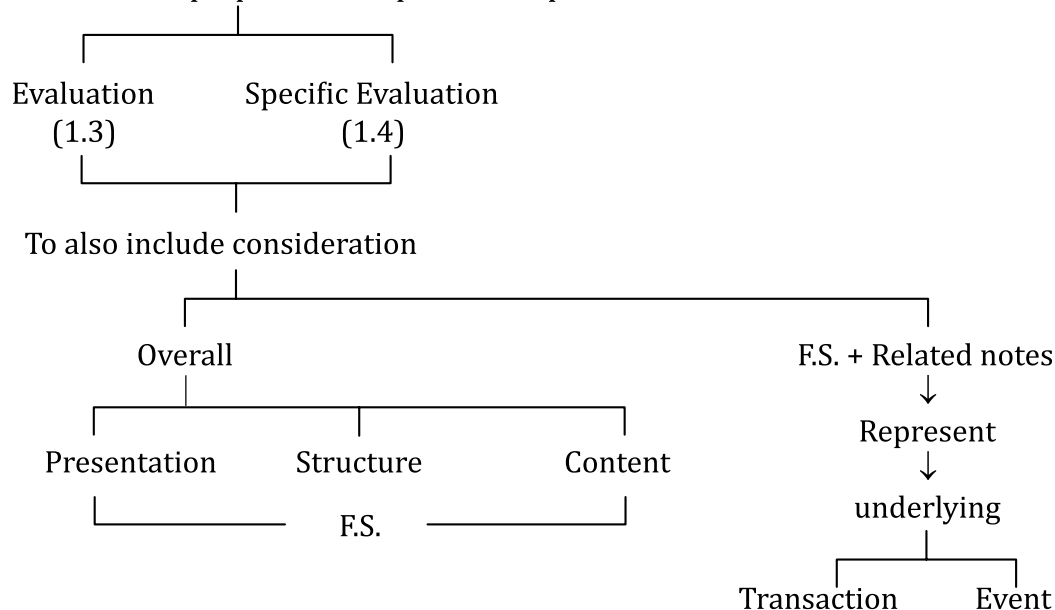 Evaluation
(1.3)
Specific Evaluation
(1.4)
To also include consideration
Overall
F.S. + Related notes
Represent
Presentation
Structure
Content
underlying
F.S.
Transaction
Event